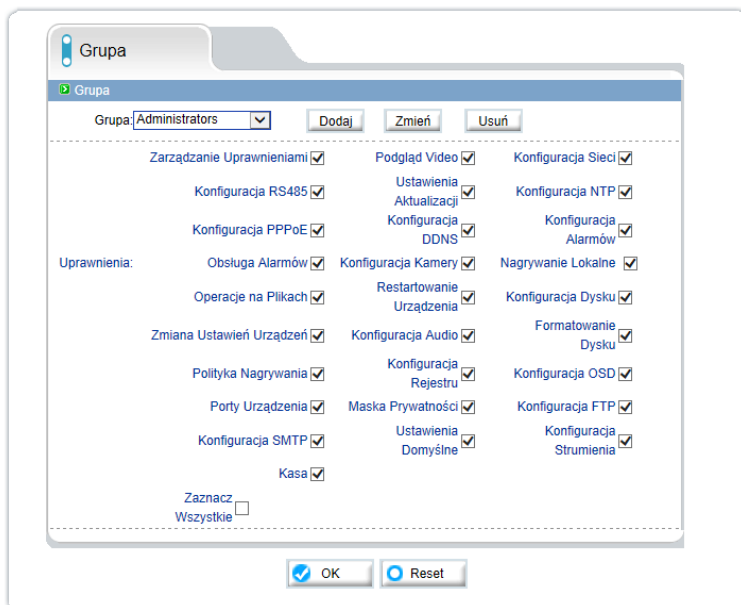 Grupa
Grupa
Grupa: Administrators Dodaj Zmień Usuń
Zarządzanie Uprawnieniami Podgląd Video Konfiguracja Sieci
Konfiguracja RS485 Ustawienia Aktualizacji Konfiguracja NTP
Konfiguracja PPPoE Konfiguracja DDNS Konfiguracja Alarmów
Uprawnienia: Obsługa Alarmów Konfiguracja Kamery Nagrywanie Lokalne
Operacje na Plikach Restartowanie Urządzenia Konfiguracja Dysku
Zmiana Ustawień Urządzeń Konfiguracja Audio Formatowanie Dysku
Polityka Nagrywania Konfiguracja Rejestru Konfiguracja OSD
Porty Urządzenia Maska Prywatności Konfiguracja FTP
Konfiguracja SMTP Ustawienia Domyślne Konfiguracja Strumienia
Kasa
Zaznacz
Wszystkie
OK Reset